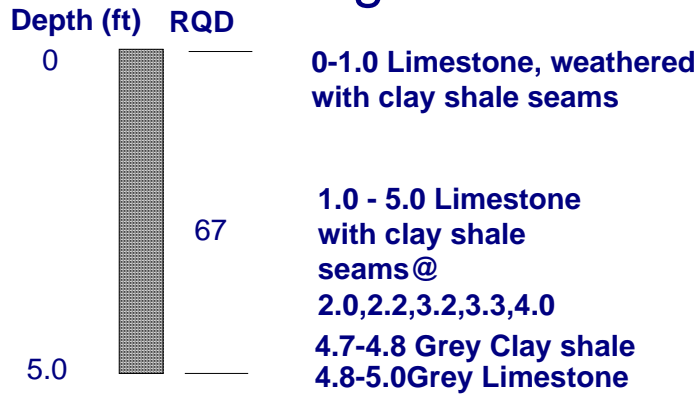 Depth (ft) RQD
0
0-1.0 Limestone, weathered
with clay shale seams
1.0 - 5.0 Limestone
67
with clay shale
seams@
2.0,2.2,3.2,3.3,4.0
4.7-4.8 Grey Clay shale
5.0
4.8-5.0Grey Limestone